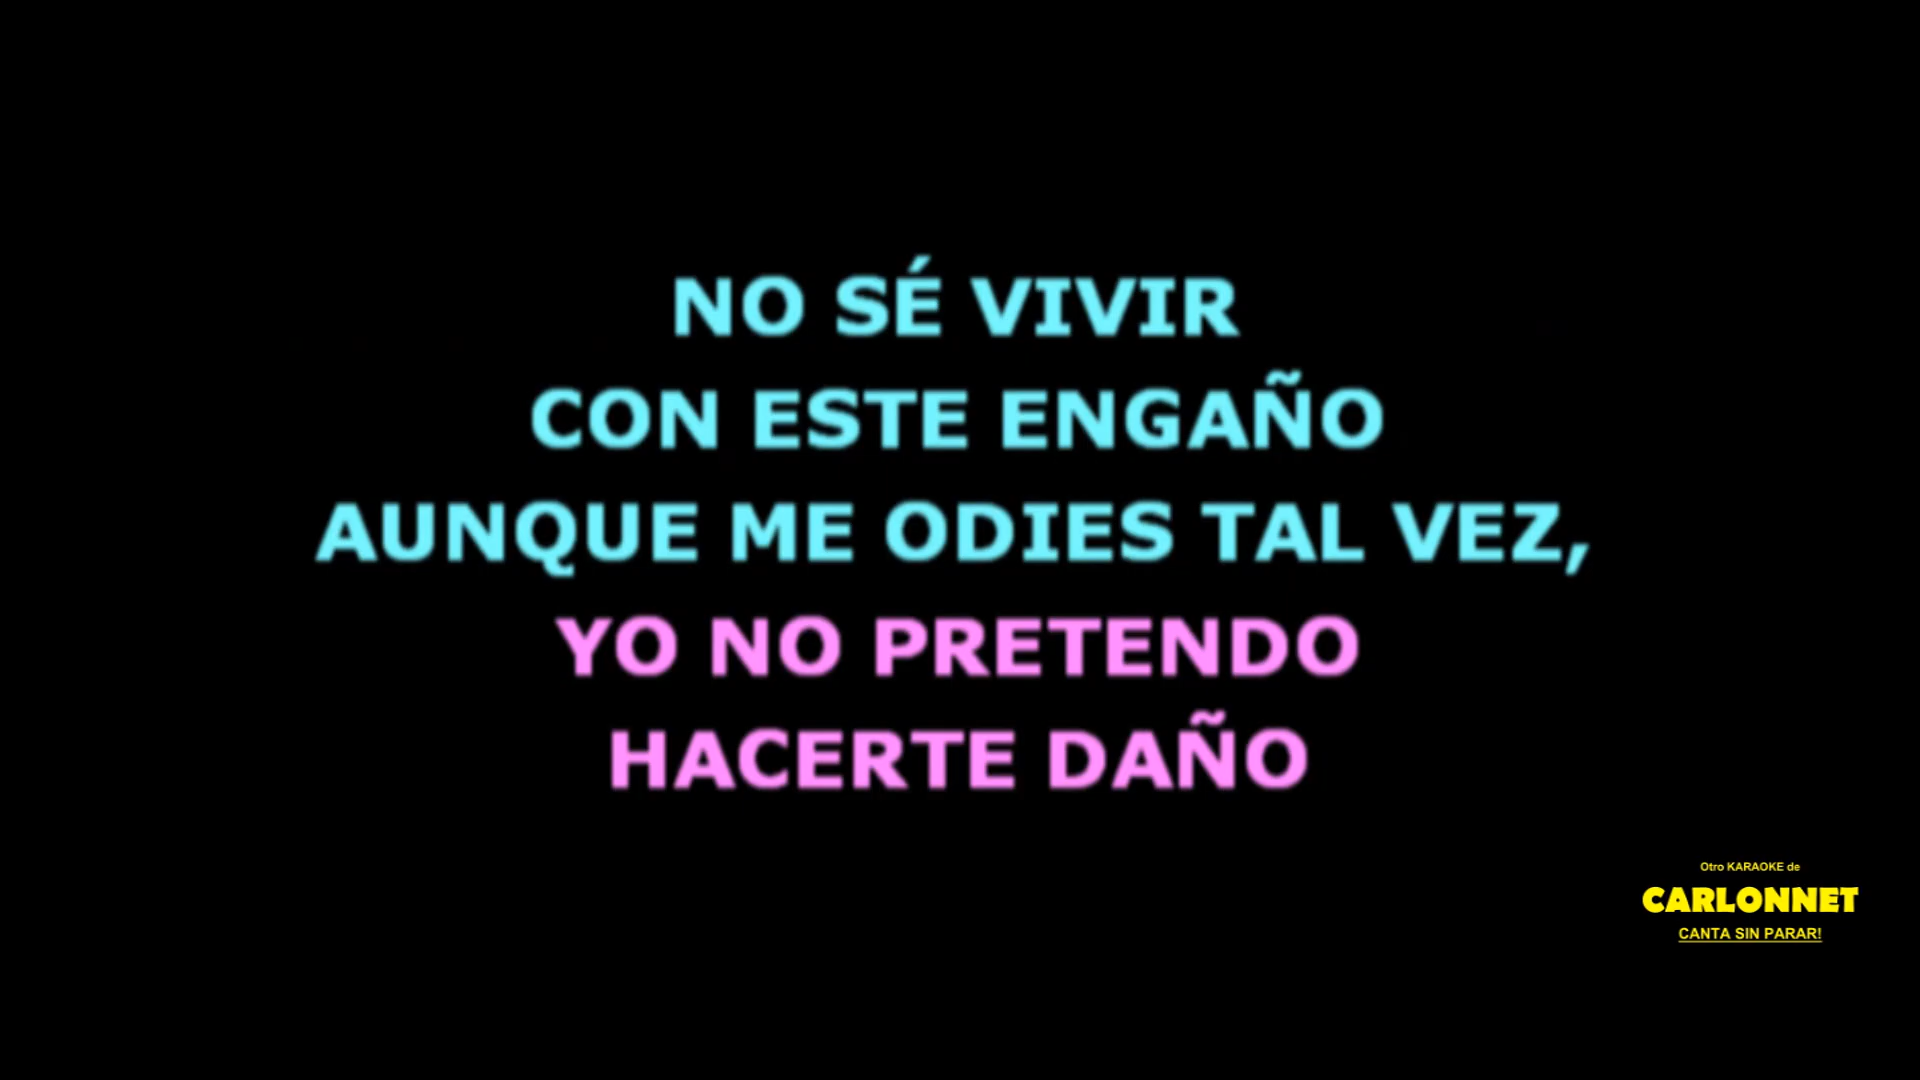 NO SÉ VIVIR
CON ESTE ENGAÑO
AUNQUE ME ODIES TAL VEZ,
YO NO PRETENDO
HACERTE DAÑO
Otro KARAOKE de
CARLONNET
CANTA SIN PARAR!